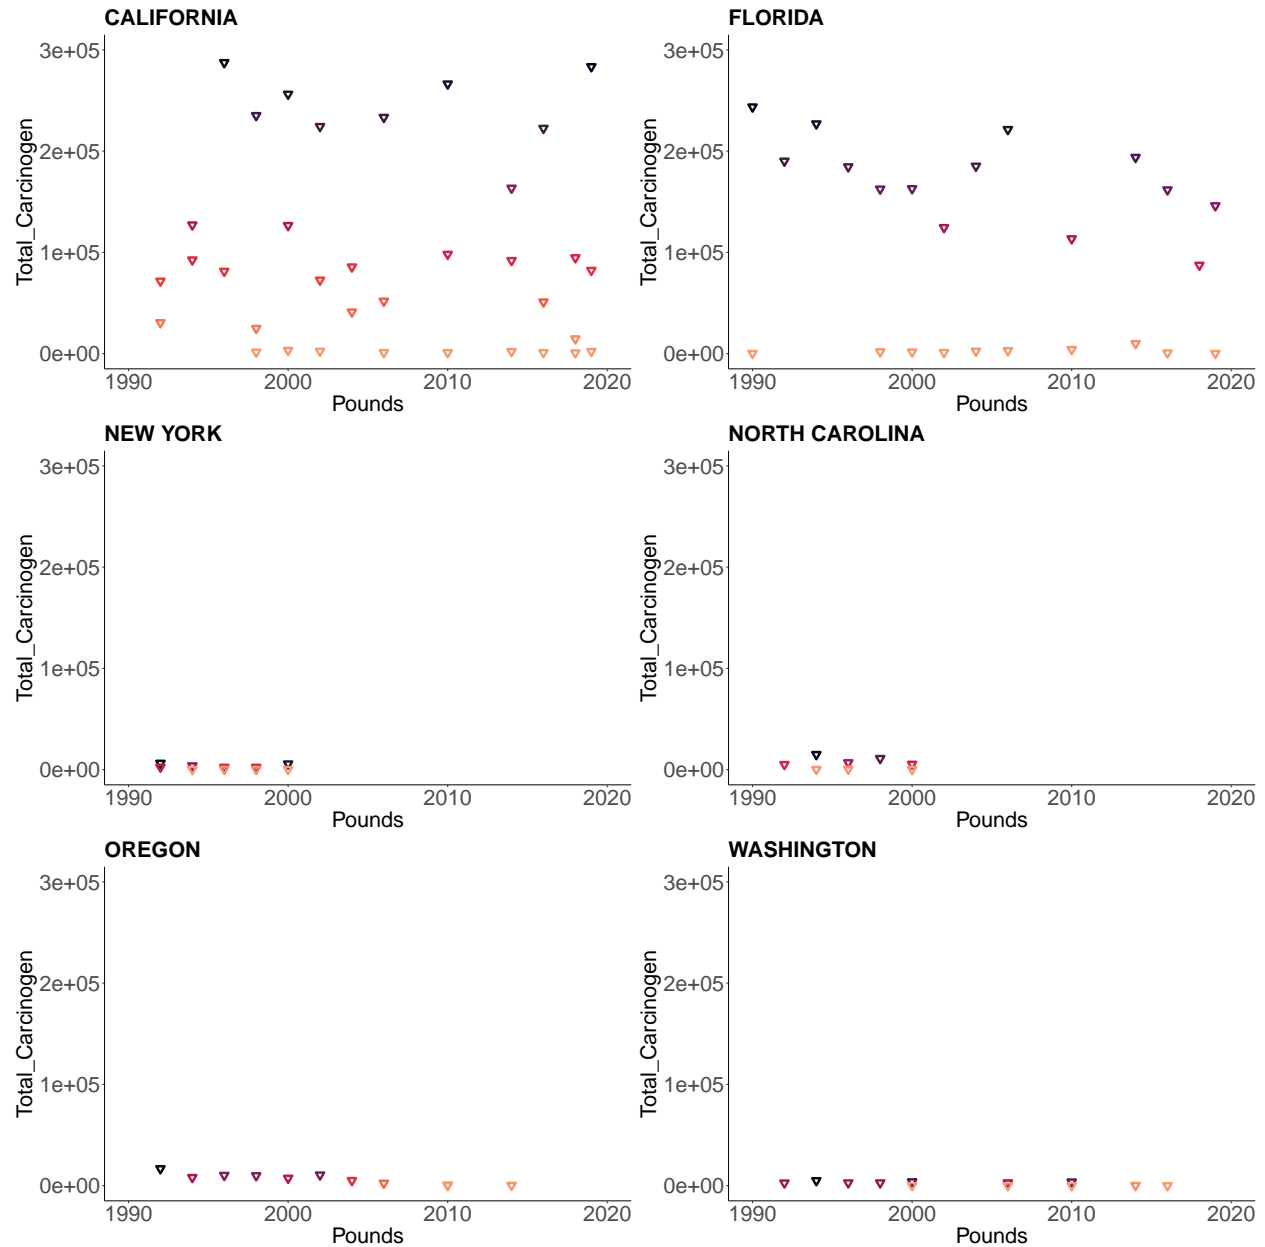 CALIFORNIA
Total_Carcinogen
3e+05
2e+05
1e+05
0e+00
1990 2000 2010 2020
Pounds
FLORIDA
Total_Carcinogen
3e+05
2e+05
1e+05
0e+00
1990 2000 2010 2020
Pounds
NEW YORK
Total_Carcinogen
3e+05
2e+05
1e+05
0e+00
1990 2000 2010 2020
Pounds
NORTH CAROLINA
Total_Carcinogen
3e+05
2e+05
1e+05
0e+00
1990 2000 2010 2020
Pounds
OREGON
Total_Carcinogen
3e+05
2e+05
1e+05
0e+00
1990 2000 2010 2020
Pounds
WASHINGTON
Total_Carcinogen
3e+05
2e+05
1e+05
0e+00
1990 2000 2010 2020
Pounds